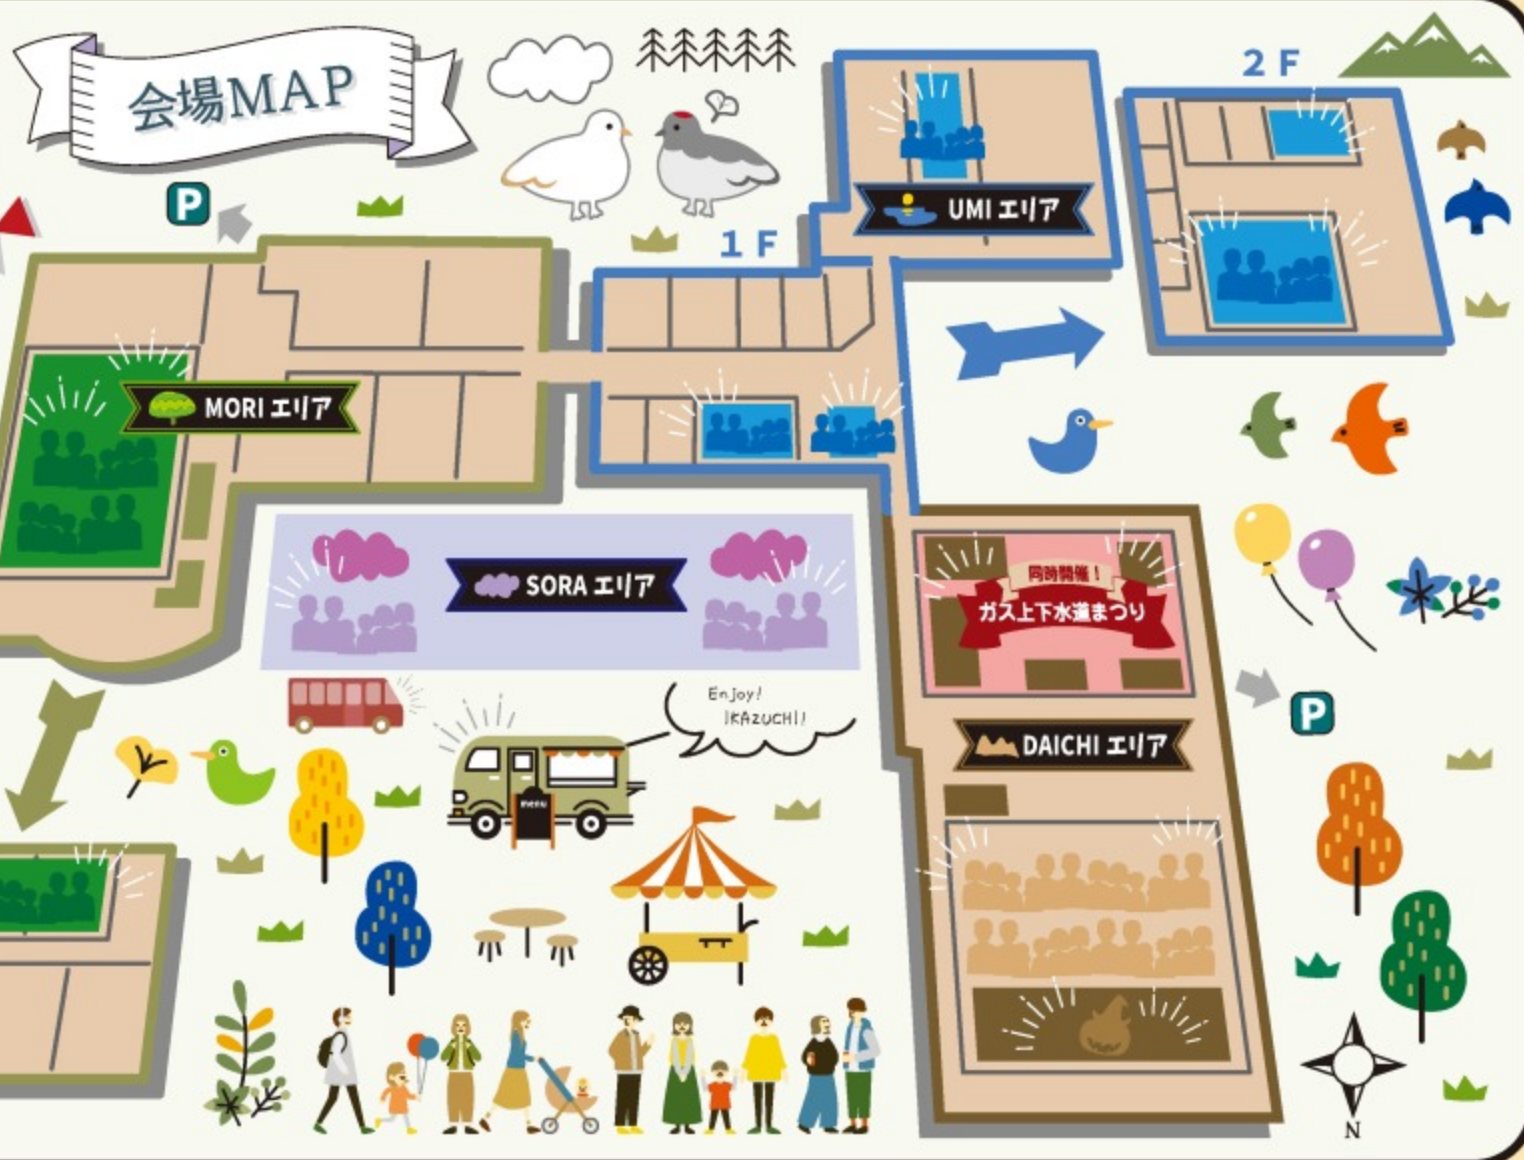 会場MAP
2F
P
UMI エリア
1F
MORI エリア
SORA エリア
同時開催！
ガス上下水道まつり
Enjoy!
IKAZUCHI!
P
DAICHI エリア
menu
N